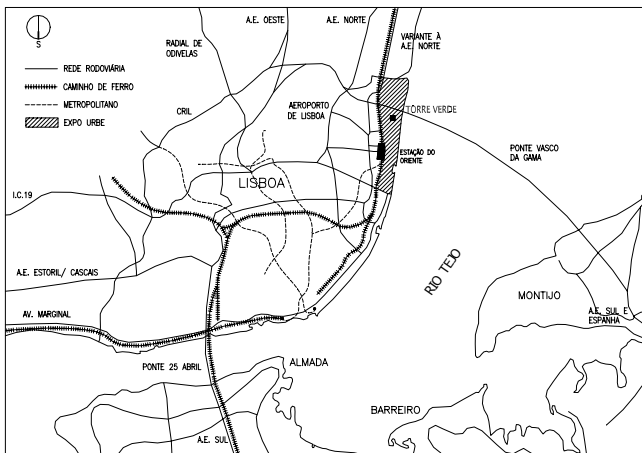 S
REDE RODOVIÁRIA
CAMINHO DE FERRO
METROPOLITANO
EXPO URBE
RADIAL DE
ODIVELAS
A.E. OESTE
A.E. NORTE
VARIANTE À
A.E. NORTE
CRIL
AEROPORTO
DE LISBOA
TORRE VERDE
ESTAÇÃO DO
ORIENTE
PONTE VASCO
DA GAMA
LISBOA
I.C.19
A.E. ESTORIL/ CASCAIS
AV. MARGINAL
RIO TEJO
MONTIJO
A.E. SUL E
ESPANHA
PONTE 25 ABRIL
ALMADA
BARREIRO
A.E. SUL